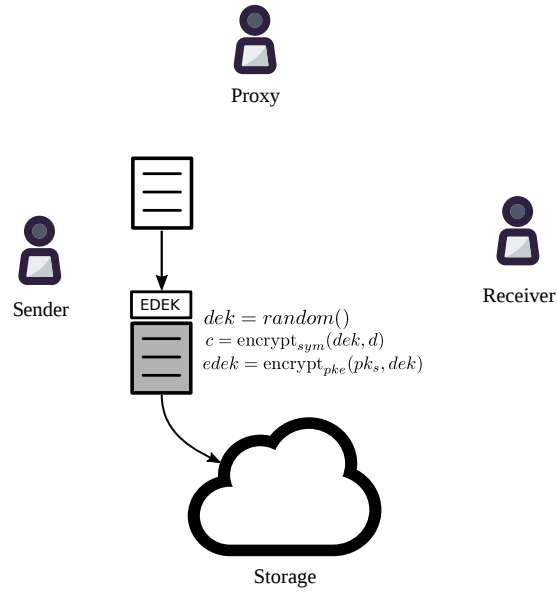 Proxy
Sender
Receiver
EDEK
dek = random()
c = encrypt_sym(dek, d)
edek = encrypt_pke(pk_s, dek)
Storage